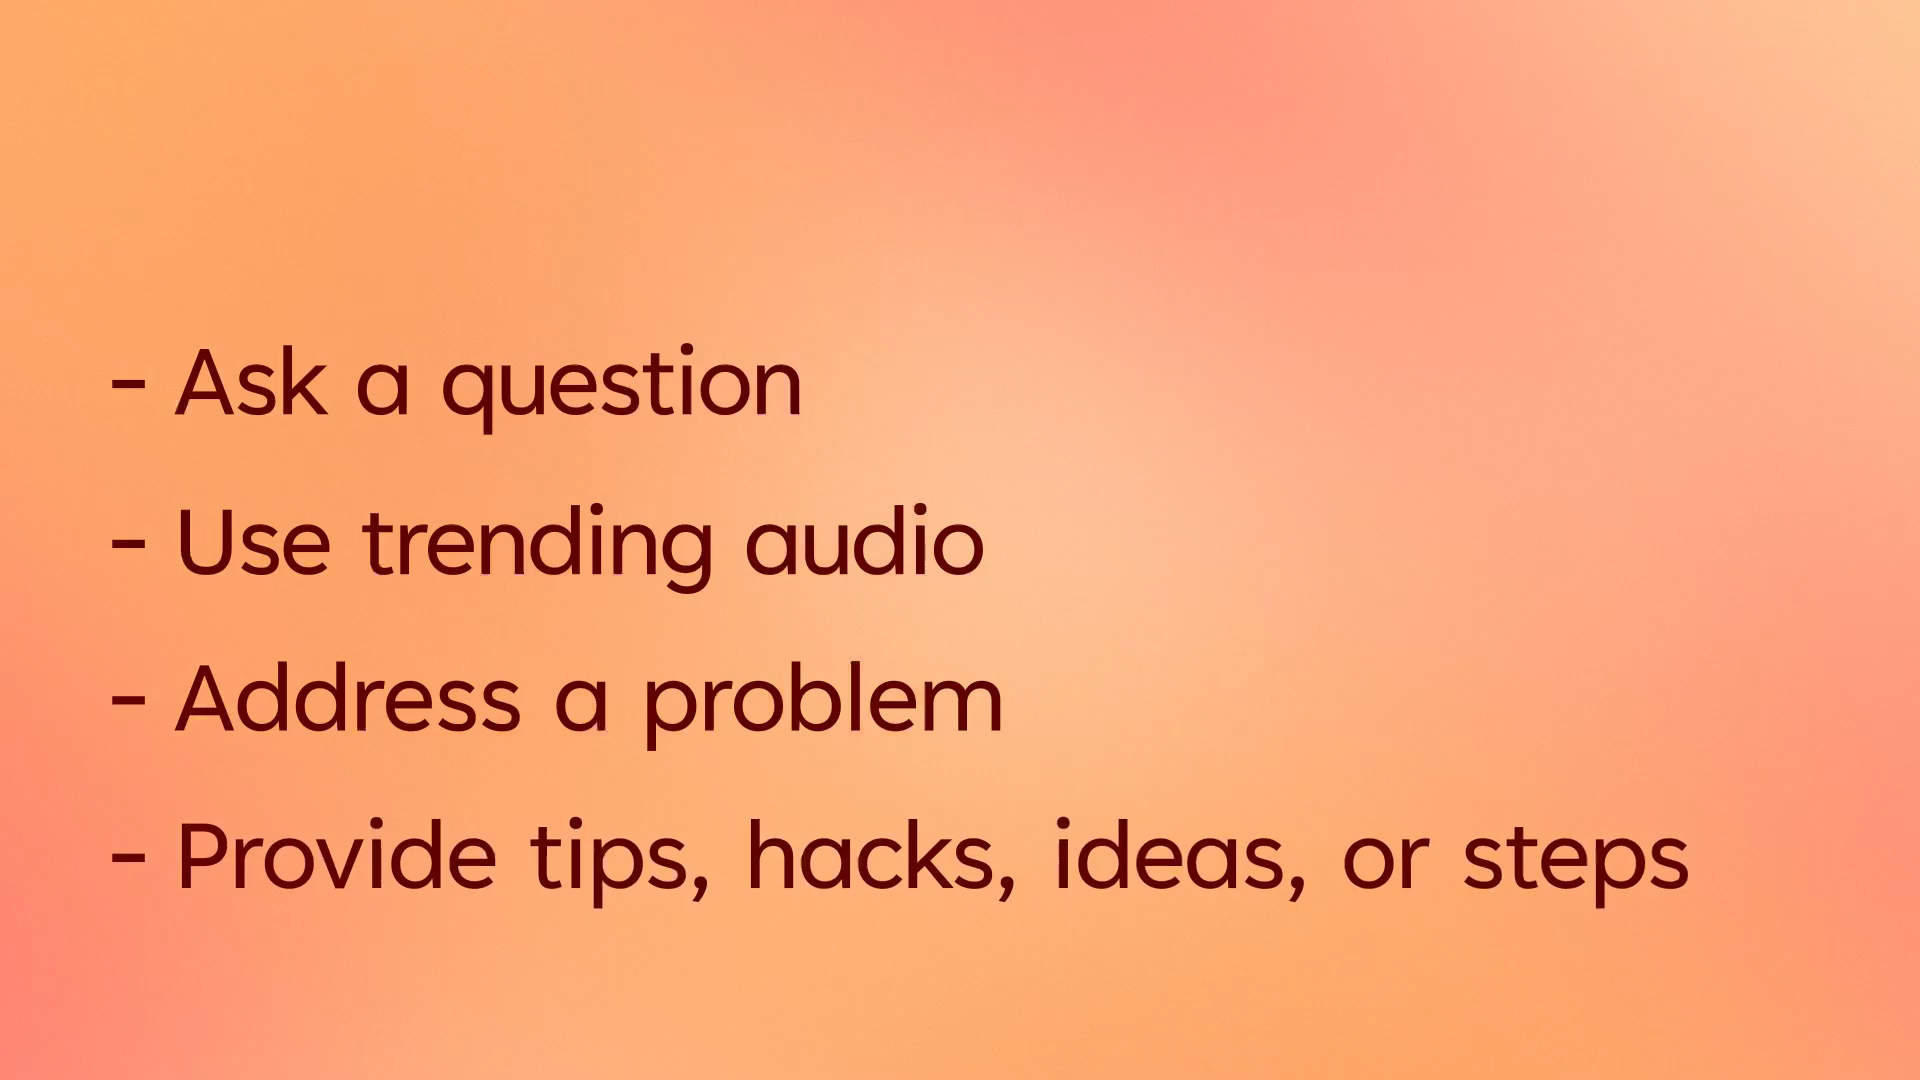 - Ask a question
- Use trending audio
- Address a problem
- Provide tips, hacks, ideas, or steps